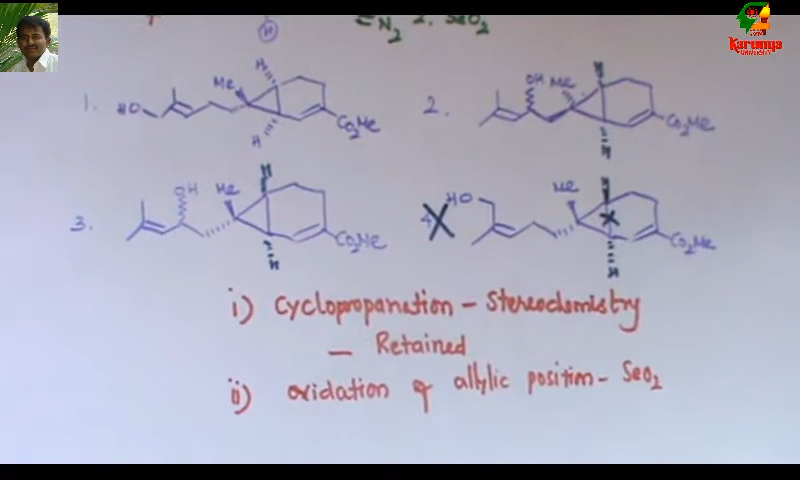 N2 2. SeO2
H
Karunya
UNIVERSITY
1. HO Me H H CO2Me
2. OH Me H H CO2Me
3. OH Me H H CO2Me
4 HO Me H H CO2Me
i) Cyclopropanation - Stereochemistry
- Retained
ii) oxidation of allylic position - SeO2